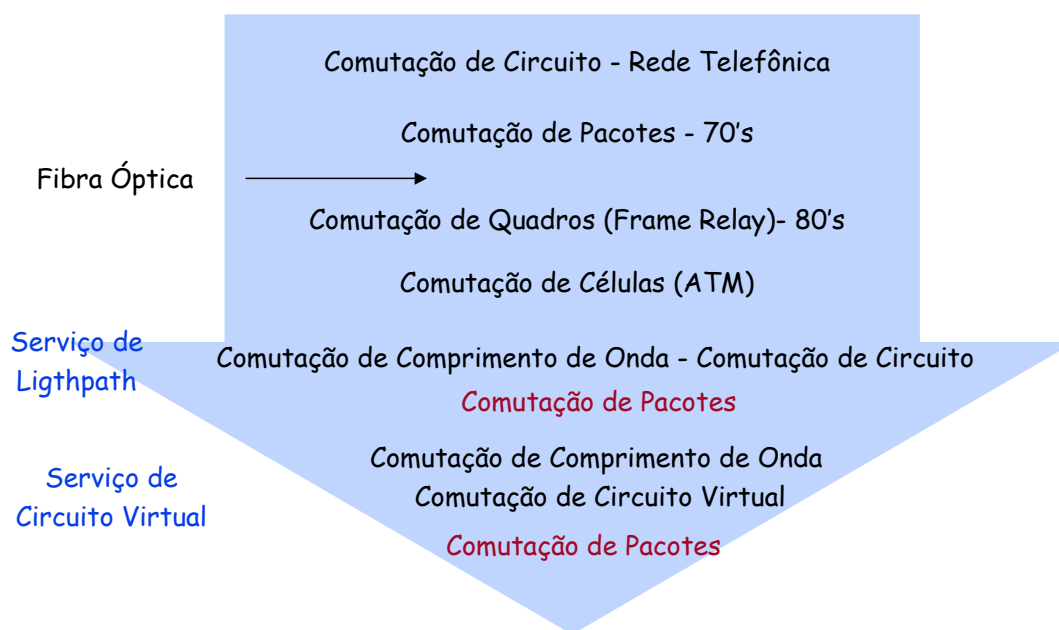 Comutação de Circuito - Rede Telefônica
Comutação de Pacotes - 70's
Fibra Óptica
Comutação de Quadros (Frame Relay)- 80's
Comutação de Células (ATM)
Serviço de
Ligthpath
Comutação de Comprimento de Onda - Comutação de Circuito
Comutação de Pacotes
Serviço de
Circuito Virtual
Comutação de Comprimento de Onda
Comutação de Circuito Virtual
Comutação de Pacotes